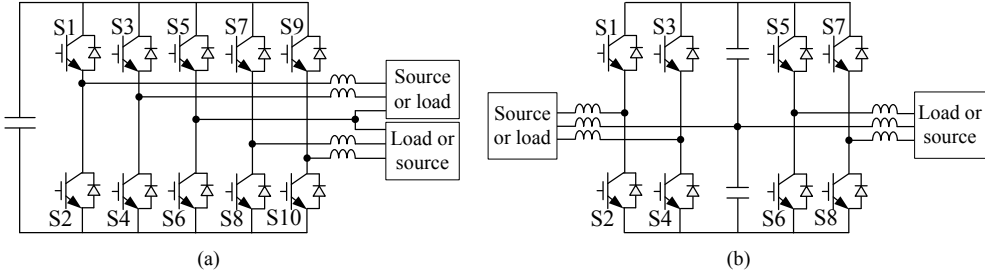 S1 S3 S5 S7 S9
Source
or load
Load or
source
S2 S4 S6 S8 S10
(a)
S1 S3 S5 S7
Source
or load
Load or
source
S2 S4 S6 S8
(b)